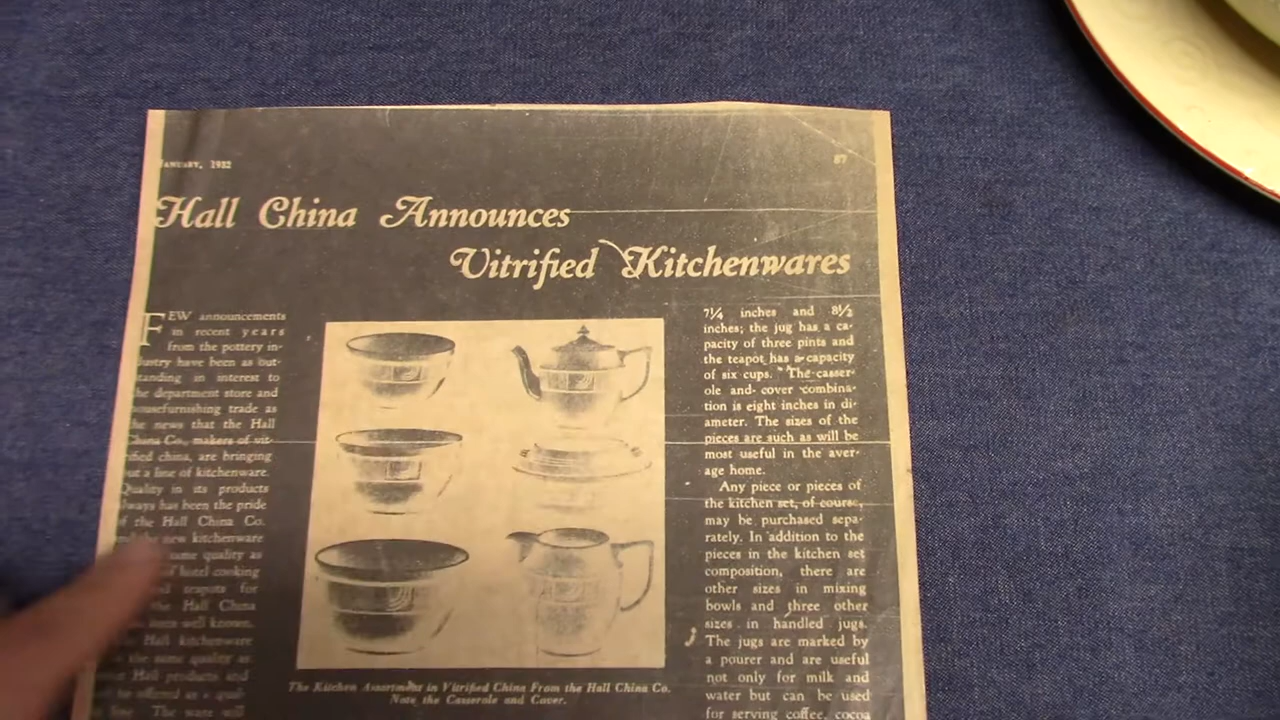 JANUARY, 1932
87
Hall China Announces
Vitrified Kitchenwares
FEW announcements
in recent years
from the pottery in-
dustry have been as out-
standing in interest to
the department store and
housefurnishing trade as
the news that the Hall
China Co., makers of vit-
rified china, are bringing
out a line of kitchenware.
Quality in its products
always has been the pride
of the Hall China Co.
and the new kitchenware
same quality as
of hotel cooking
teapots for
the Hall China
been well known.
Hall kitchenware
the same quality as
Hall products and
be offered as a qual-
line. The ware will
The Kitchen Assortment in Vitrified China From the Hall China Co.
Note the Casserole and Cover.
7¼ inches and 8½
inches; the jug has a ca-
pacity of three pints and
the teapot has a capacity
of six cups. The casser-
ole and cover combina-
tion is eight inches in di-
ameter. The sizes of the
pieces are such as will be
most useful in the aver-
age home.
Any piece or pieces of
the kitchen set, of course,
may be purchased sepa-
rately. In addition to the
pieces in the kitchen set
composition, there are
other sizes in mixing
bowls and three other
sizes in handled jugs.
The jugs are marked by
a pourer and are useful
not only for milk and
water but can be used
for serving coffee, cocoa